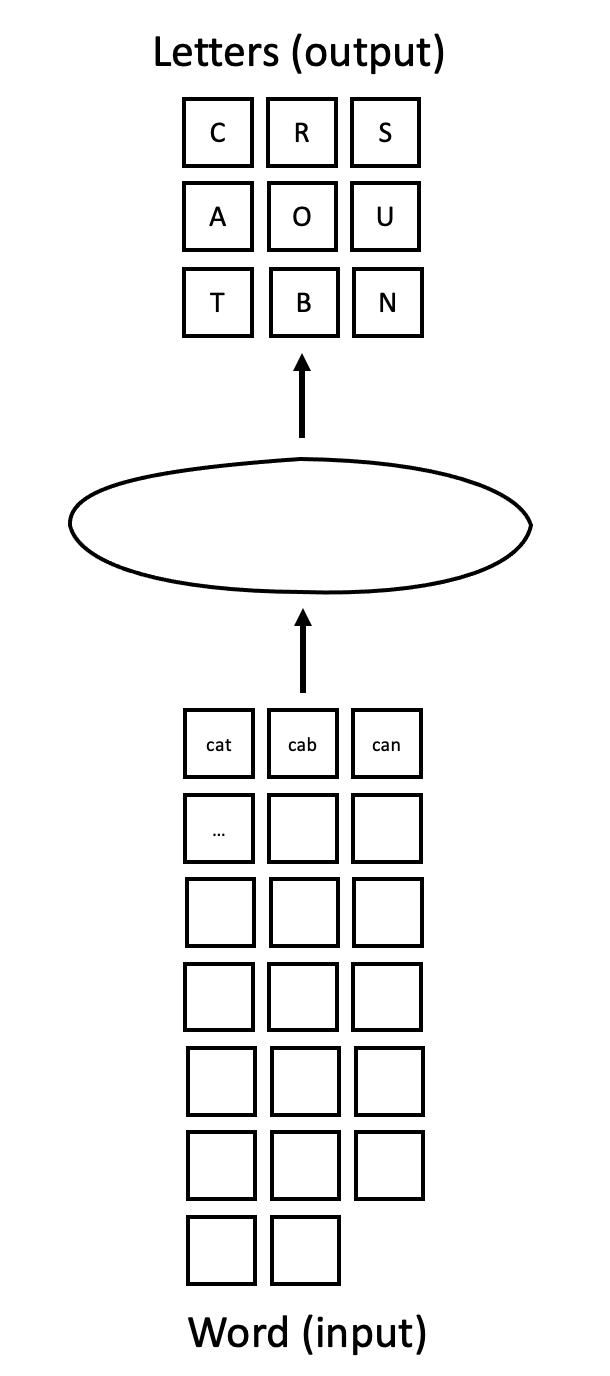 Letters (output)
C R S
A O U
T B N
cat cab can
...
Word (input)